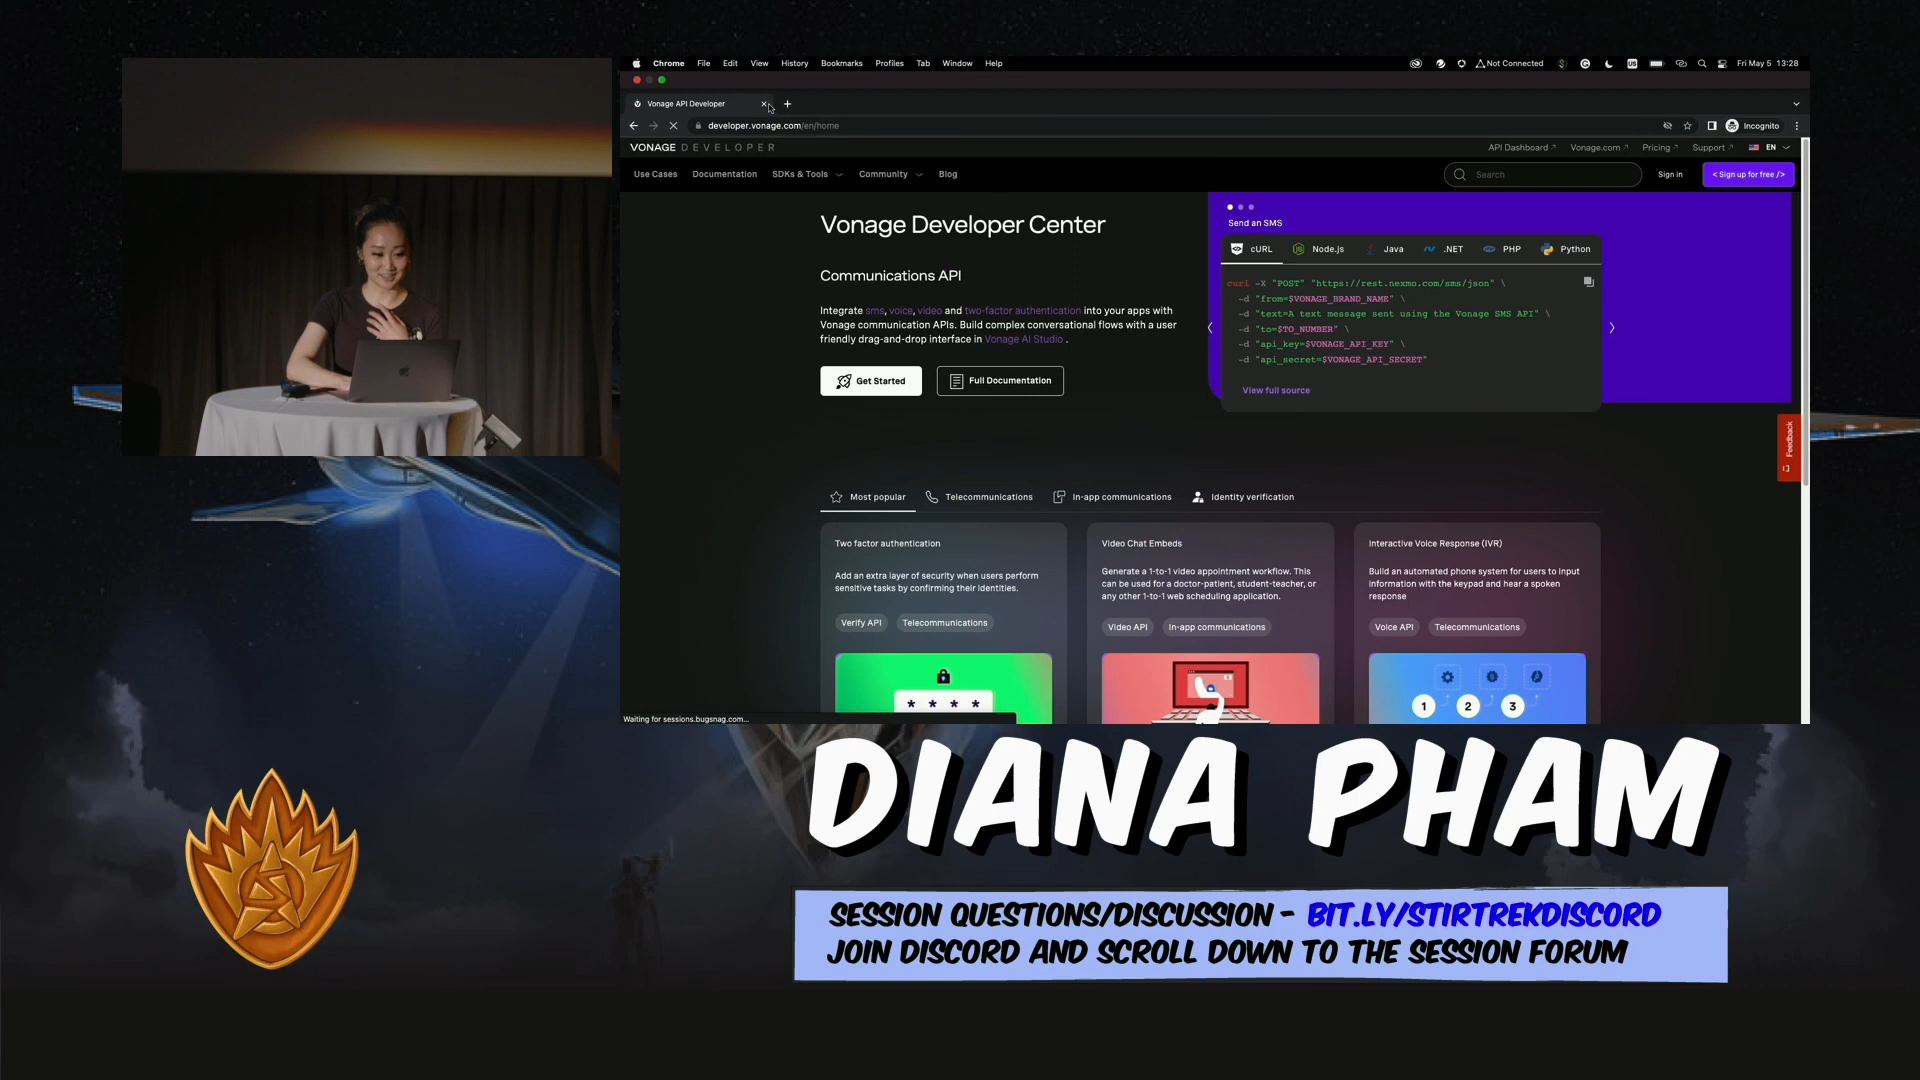 Chrome File Edit View History Bookmarks Profiles Tab Window Help Not Connected US Fri May 5 13:28
Vonage API Developer
developer.vonage.com/en/home Incognito
VONAGE DEVELOPER API Dashboard Vonage.com Pricing Support EN
Use Cases Documentation SDKs & Tools Community Blog Search Sign in < Sign up for free />
Vonage Developer Center
Communications API
Integrate sms, voice, video and two-factor authentication into your apps with
Vonage communication APIs. Build complex conversational flows with a user
friendly drag-and-drop interface in Vonage AI Studio .
Get Started Full Documentation
Send an SMS
cURL Node.js Java .NET PHP Python
curl -X "POST" "https://rest.nexmo.com/sms/json" \
-d "from=$VONAGE_BRAND_NAME" \
-d "text=A text message sent using the Vonage SMS API" \
-d "to=$TO_NUMBER" \
-d "api_key=$VONAGE_API_KEY" \
-d "api_secret=$VONAGE_API_SECRET"
View full source
Feedback
Most popular Telecommunications In-app communications Identity verification
Two factor authentication
Add an extra layer of security when users perform
sensitive tasks by confirming their identities.
Verify API Telecommunications
* * * *
Video Chat Embeds
Generate a 1-to-1 video appointment workflow. This
can be used for a doctor-patient, student-teacher, or
any other 1-to-1 web scheduling application.
Video API In-app communications
Interactive Voice Response (IVR)
Build an automated phone system for users to input
information with the keypad and hear a spoken
response
Voice API Telecommunications
1 2 3
Waiting for sessions.bugsnag.com...
DIANA PHAM
SESSION QUESTIONS/DISCUSSION - BIT.LY/STIRTREKDISCORD
JOIN DISCORD AND SCROLL DOWN TO THE SESSION FORUM